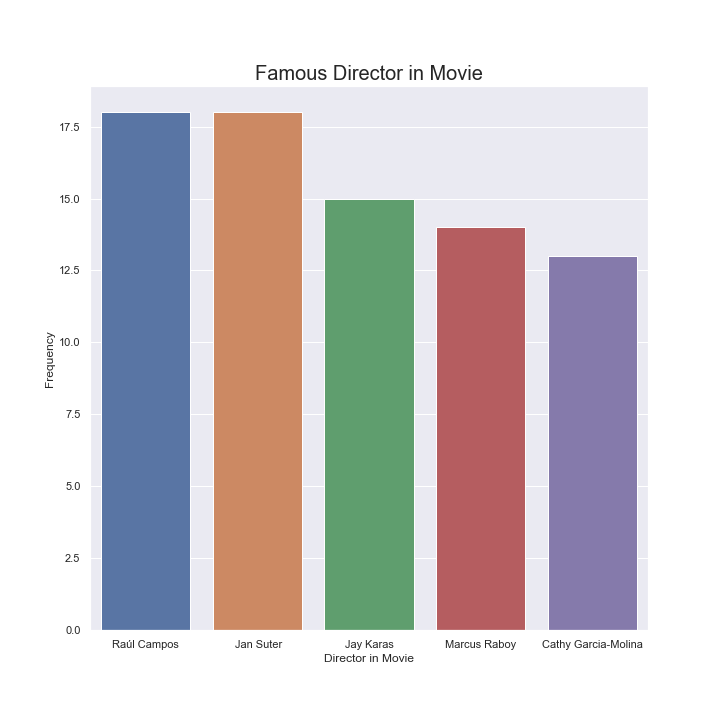 Famous Director in Movie
Frequency
17.5
15.0
12.5
10.0
7.5
5.0
2.5
0.0
Raúl Campos
Jan Suter
Jay Karas
Marcus Raboy
Cathy Garcia-Molina
Director in Movie